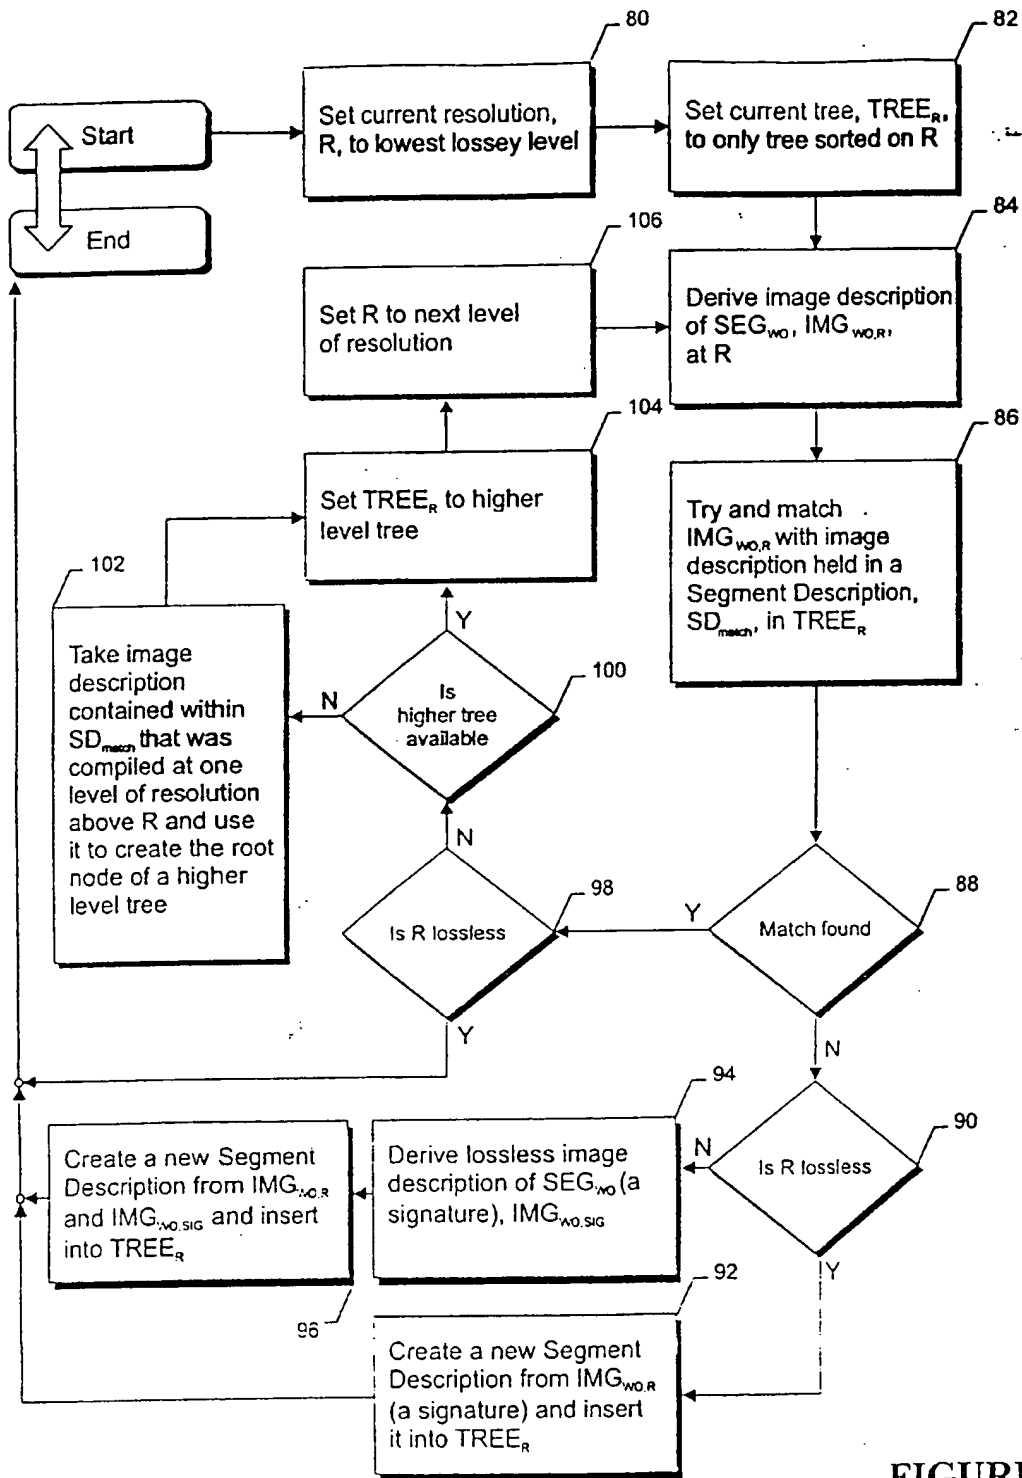 80
82
Start
Set current resolution,
R, to lowest lossey level
Set current tree, TREE_R,
to only tree sorted on R
End
106
84
Set R to next level
of resolution
Derive image description
of SEG_WO, IMG_WO,R,
at R
104
86
Set TREE_R to higher
level tree
Try and match
IMG_WO,R with image
description held in a
Segment Description,
SD_match, in TREE_R
102
Take image
description
contained within
SD_match that was
compiled at one
level of resolution
above R and use
it to create the root
node of a higher
level tree
Y
N
Is
higher tree
available
100
N
Is R lossless
98
Y
Y
Match found
88
N
94
90
Create a new Segment
Description from IMG_WO,R
and IMG_WO,SIG and insert
into TREE_R
Derive lossless image
description of SEG_WO (a
signature), IMG_WO,SIG
N
Is R lossless
Y
96
92
Create a new Segment
Description from IMG_WO,R
(a signature) and insert
it into TREE_R
FIGURE